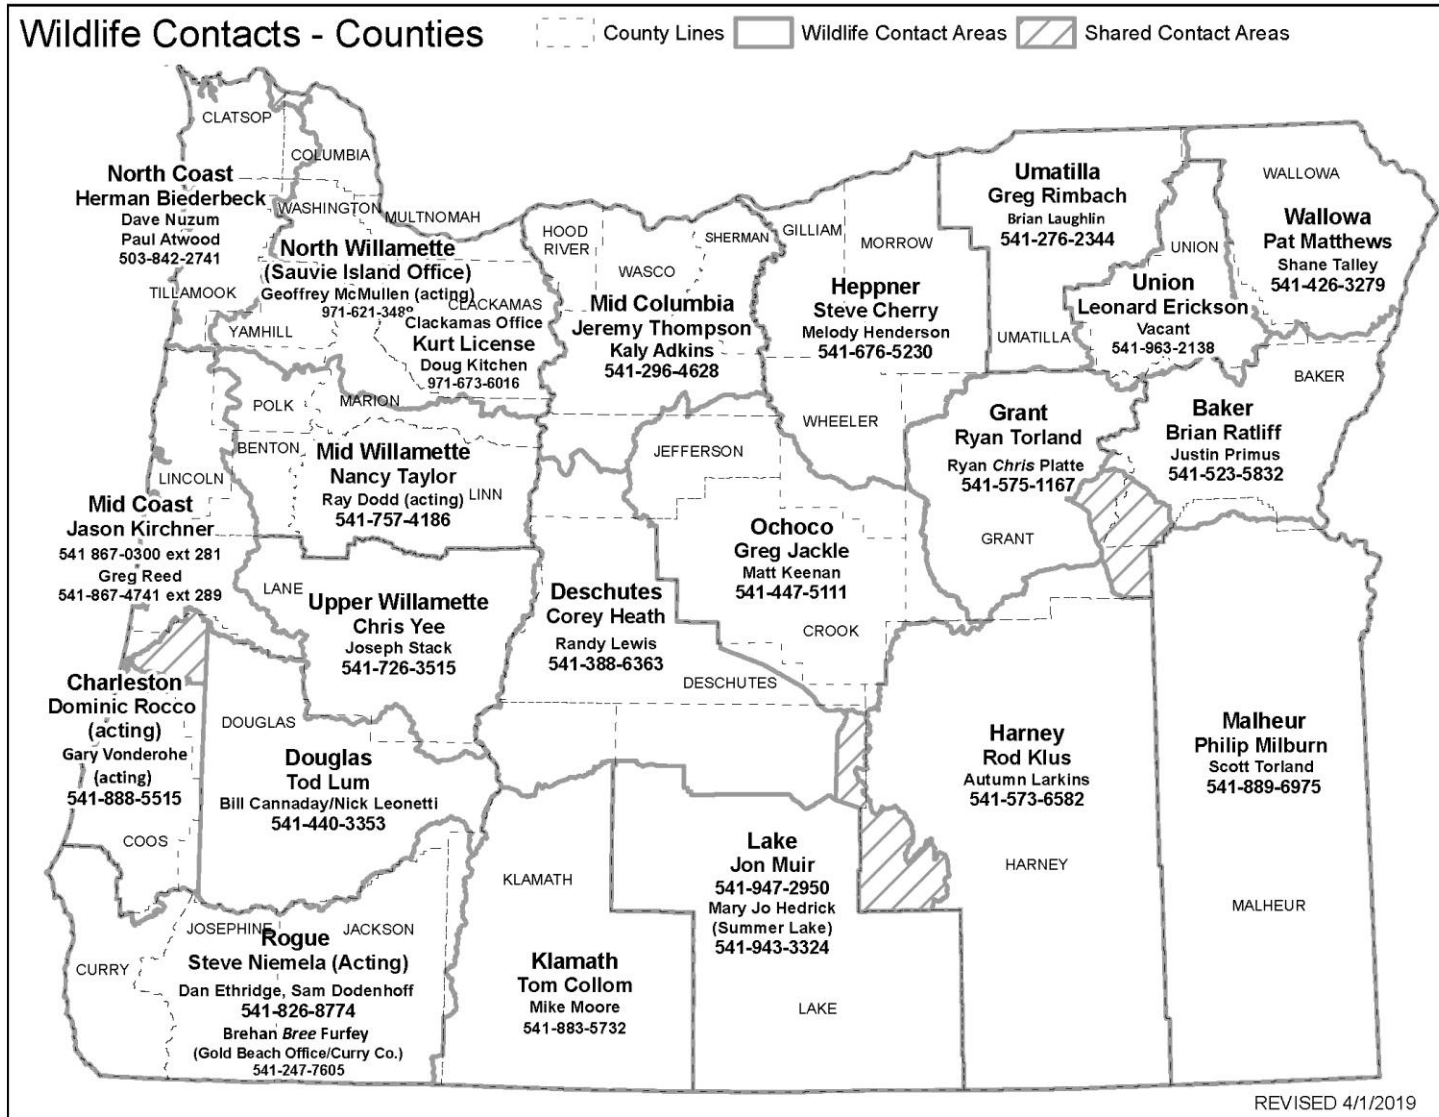 Wildlife Contacts - Counties
County Lines
Wildlife Contact Areas
Shared Contact Areas
CLATSOP
COLUMBIA
North Coast
Herman Biederbeck
Dave Nuzum
Paul Atwood
503-842-2741
TILLAMOOK
WASHINGTON
MULTNOMAH
North Willamette
(Sauvie Island Office)
Geoffrey McMullen (acting)
971-621-3488
YAMHILL
CLACKAMAS
Clackamas Office
Kurt License
Doug Kitchen
971-673-6016
HOOD
RIVER
WASCO
SHERMAN
Mid Columbia
Jeremy Thompson
Kaly Adkins
541-296-4628
GILLIAM
MORROW
Heppner
Steve Cherry
Melody Henderson
541-676-5230
WHEELER
Umatilla
Greg Rimbach
Brian Laughlin
541-276-2344
UMATILLA
UNION
Union
Leonard Erickson
Vacant
541-963-2138
WALLOWA
Wallowa
Pat Matthews
Shane Talley
541-426-3279
BAKER
Baker
Brian Ratliff
Justin Primus
541-523-5832
Grant
Ryan Torland
Ryan Chris Platte
541-575-1167
GRANT
POLK
MARION
BENTON
LINN
Mid Willamette
Nancy Taylor
Ray Dodd (acting)
541-757-4186
LINCOLN
Mid Coast
Jason Kirchner
541 867-0300 ext 281
Greg Reed
541-867-4741 ext 289
LANE
Upper Willamette
Chris Yee
Joseph Stack
541-726-3515
JEFFERSON
Ochoco
Greg Jackle
Matt Keenan
541-447-5111
CROOK
Deschutes
Corey Heath
Randy Lewis
541-388-6363
DESCHUTES
Charleston
Dominic Rocco
(acting)
Gary Vonderohe
(acting)
541-888-5515
COOS
DOUGLAS
Douglas
Tod Lum
Bill Cannaday/Nick Leonetti
541-440-3353
Harney
Rod Klus
Autumn Larkins
541-573-6582
HARNEY
Malheur
Philip Milburn
Scott Torland
541-889-6975
MALHEUR
KLAMATH
Klamath
Tom Collom
Mike Moore
541-883-5732
Lake
Jon Muir
541-947-2950
Mary Jo Hedrick
(Summer Lake)
541-943-3324
LAKE
CURRY
JOSEPHINE
JACKSON
Rogue
Steve Niemela (Acting)
Dan Ethridge, Sam Dodenhoff
541-826-8774
Brehan Bree Furfey
(Gold Beach Office/Curry Co.)
541-247-7605
REVISED 4/1/2019